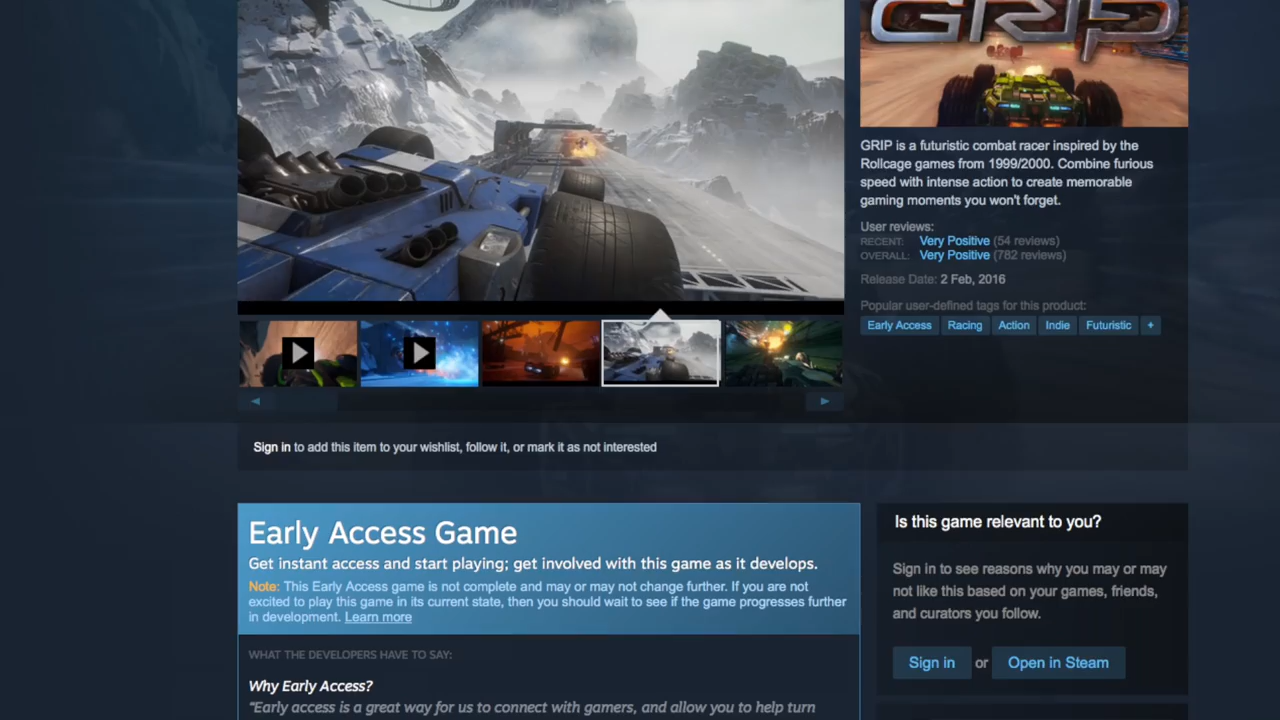 GRIP
GRIP is a futuristic combat racer inspired by the
Rollcage games from 1999/2000. Combine furious
speed with intense action to create memorable
gaming moments you won't forget.
User reviews:
RECENT: Very Positive (54 reviews)
OVERALL: Very Positive (782 reviews)
Release Date: 2 Feb, 2016
Popular user-defined tags for this product:
Early Access Racing Action Indie Futuristic +
Sign in to add this item to your wishlist, follow it, or mark it as not interested
Early Access Game
Get instant access and start playing; get involved with this game as it develops.
Note: This Early Access game is not complete and may or may not change further. If you are not
excited to play this game in its current state, then you should wait to see if the game progresses further
in development. Learn more
WHAT THE DEVELOPERS HAVE TO SAY:
Why Early Access?
"Early access is a great way for us to connect with gamers, and allow you to help turn
Is this game relevant to you?
Sign in to see reasons why you may or may
not like this based on your games, friends,
and curators you follow.
Sign in or Open in Steam